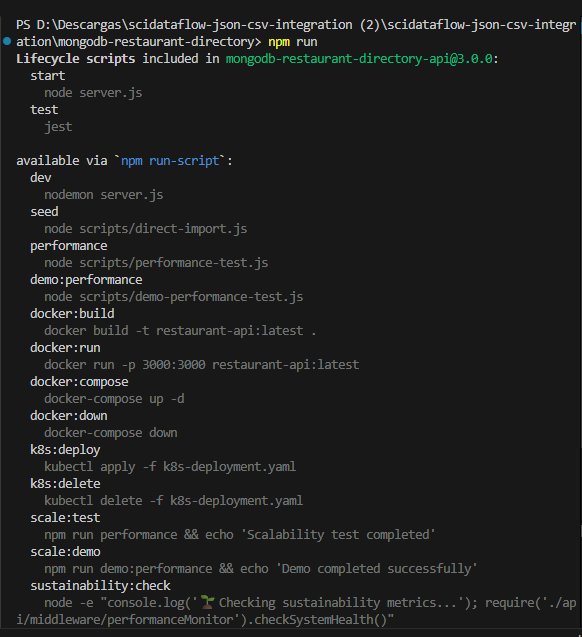 PS D:\Descargas\scidataflow-json-csv-integration (2)\scidataflow-json-csv-integr
ation\mongodb-restaurant-directory> npm run
Lifecycle scripts included in mongodb-restaurant-directory-api@3.0.0:
  start
    node server.js
  test
    jest

available via `npm run-script`:
  dev
    nodemon server.js
  seed
    node scripts/direct-import.js
  performance
    node scripts/performance-test.js
  demo:performance
    node scripts/demo-performance-test.js
  docker:build
    docker build -t restaurant-api:latest .
  docker:run
    docker run -p 3000:3000 restaurant-api:latest
  docker:compose
    docker-compose up -d
  docker:down
    docker-compose down
  k8s:deploy
    kubectl apply -f k8s-deployment.yaml
  k8s:delete
    kubectl delete -f k8s-deployment.yaml
  scale:test
    npm run performance && echo 'Scalability test completed'
  scale:demo
    npm run demo:performance && echo 'Demo completed successfully'
  sustainability:check
    node -e "console.log('🌱 Checking sustainability metrics...'); require('./ap
i/middleware/performanceMonitor').checkSystemHealth()"